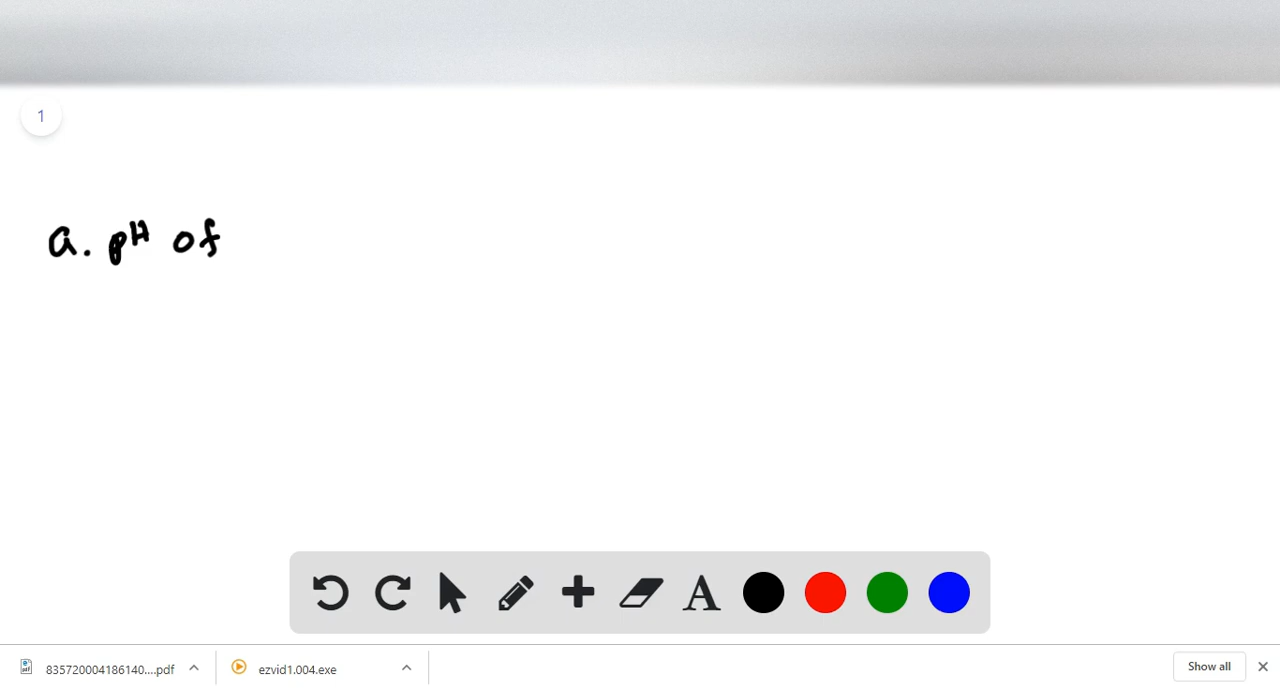 1
a. pH of
A
835720004186140....pdf
ezvid1.004.exe
Show all